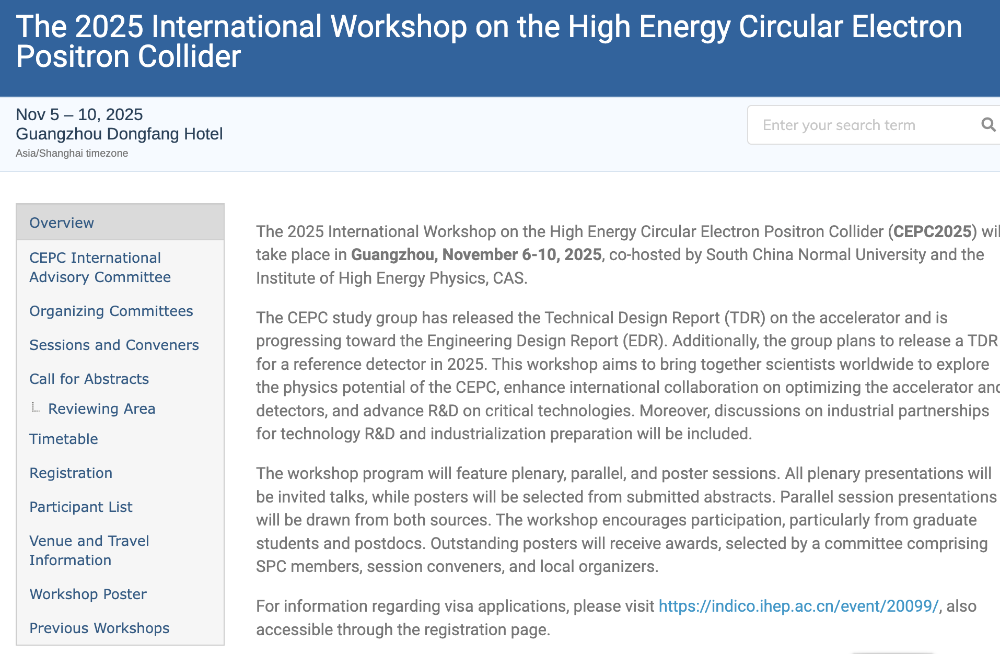 The 2025 International Workshop on the High Energy Circular Electron
Positron Collider
Nov 5 – 10, 2025
Guangzhou Dongfang Hotel
Asia/Shanghai timezone
Enter your search term
Overview
CEPC International
Advisory Committee
Organizing Committees
Sessions and Conveners
Call for Abstracts
Reviewing Area
Timetable
Registration
Participant List
Venue and Travel
Information
Workshop Poster
Previous Workshops
The 2025 International Workshop on the High Energy Circular Electron Positron Collider (CEPC2025) will
take place in Guangzhou, November 6-10, 2025, co-hosted by South China Normal University and the
Institute of High Energy Physics, CAS.
The CEPC study group has released the Technical Design Report (TDR) on the accelerator and is
progressing toward the Engineering Design Report (EDR). Additionally, the group plans to release a TDR
for a reference detector in 2025. This workshop aims to bring together scientists worldwide to explore
the physics potential of the CEPC, enhance international collaboration on optimizing the accelerator and
detectors, and advance R&D on critical technologies. Moreover, discussions on industrial partnerships
for technology R&D and industrialization preparation will be included.
The workshop program will feature plenary, parallel, and poster sessions. All plenary presentations will
be invited talks, while posters will be selected from submitted abstracts. Parallel session presentations
will be drawn from both sources. The workshop encourages participation, particularly from graduate
students and postdocs. Outstanding posters will receive awards, selected by a committee comprising
SPC members, session conveners, and local organizers.
For information regarding visa applications, please visit https://indico.ihep.ac.cn/event/20099/, also
accessible through the registration page.